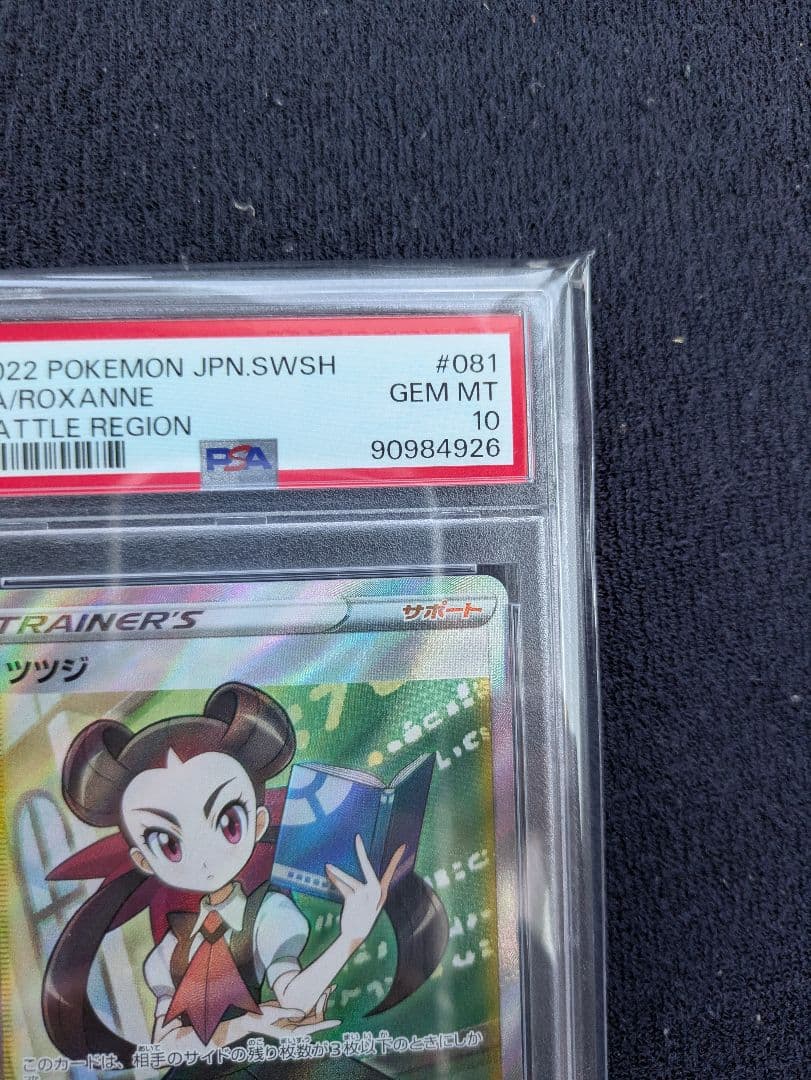 022 POKEMON JPN.SWSH #081
A/ROXANNE GEM MT
ATTLE REGION 10
PSA 90984926
TRAINER'S サポート
ツツジ
このカードは、相手のサイドの残り枚数が3枚以下のときにしか